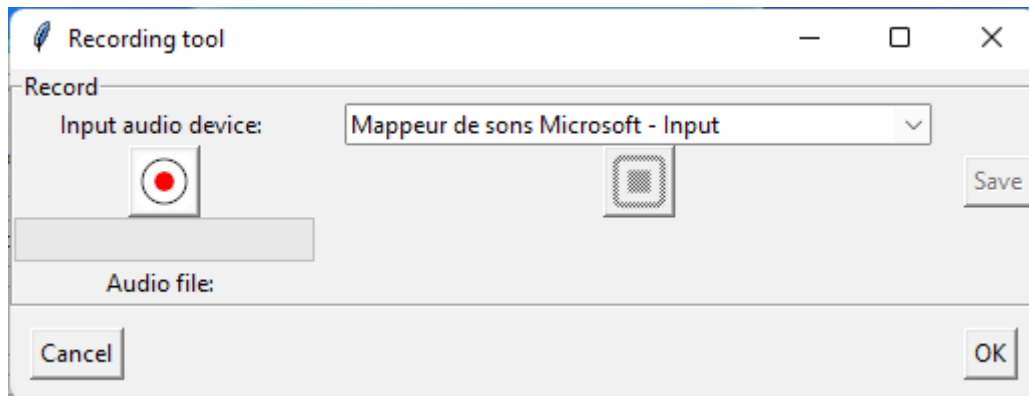 Recording tool
Record
Input audio device: Mappeur de sons Microsoft - Input
Save
Audio file:
Cancel OK